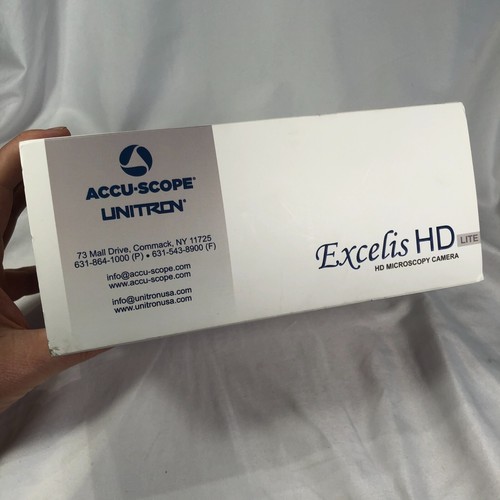 ACCU-SCOPE®
UNITRON®
73 Mall Drive, Commack, NY 11725
631-864-1000 (P) • 631-543-8900 (F)
info@accu-scope.com
www.accu-scope.com
info@unitronusa.com
www.unitronusa.com
Excelis HD LITE
HD MICROSCOPY CAMERA